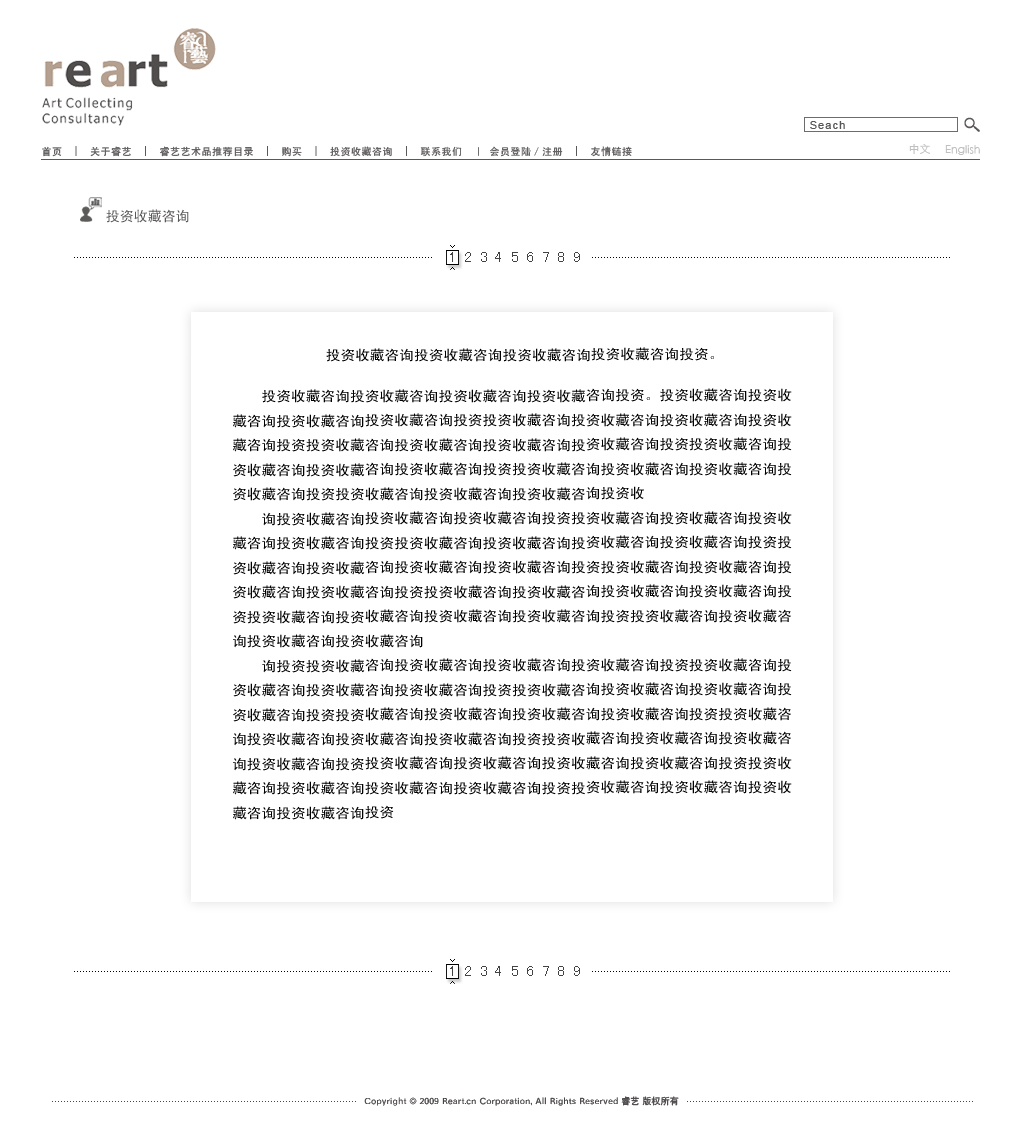 睿藝
re art
Art Collecting
Consultancy
Seach
首页 | 关于睿艺 | 睿艺艺术品推荐目录 | 购买 | 投资收藏咨询 | 联系我们 | 会员登陆 / 注册 | 友情链接 中文 English
投资收藏咨询
1 2 3 4 5 6 7 8 9
投资收藏咨询投资收藏咨询投资收藏咨询投资收藏咨询投资。
投资收藏咨询投资收藏咨询投资收藏咨询投资收藏咨询投资。投资收藏咨询投资收
藏咨询投资收藏咨询投资收藏咨询投资投资收藏咨询投资收藏咨询投资收藏咨询投资收
藏咨询投资投资收藏咨询投资收藏咨询投资收藏咨询投资收藏咨询投资投资收藏咨询投
资收藏咨询投资收藏咨询投资收藏咨询投资投资收藏咨询投资收藏咨询投资收藏咨询投
资收藏咨询投资投资收藏咨询投资收藏咨询投资收藏咨询投资收
询投资收藏咨询投资收藏咨询投资收藏咨询投资投资收藏咨询投资收藏咨询投资收
藏咨询投资收藏咨询投资投资收藏咨询投资收藏咨询投资收藏咨询投资收藏咨询投资投
资收藏咨询投资收藏咨询投资收藏咨询投资收藏咨询投资投资收藏咨询投资收藏咨询投
资收藏咨询投资收藏咨询投资投资收藏咨询投资收藏咨询投资收藏咨询投资收藏咨询投
资投资收藏咨询投资收藏咨询投资收藏咨询投资收藏咨询投资投资收藏咨询投资收藏咨
询投资收藏咨询投资收藏咨询
询投资投资收藏咨询投资收藏咨询投资收藏咨询投资收藏咨询投资投资收藏咨询投
资收藏咨询投资收藏咨询投资收藏咨询投资投资收藏咨询投资收藏咨询投资收藏咨询投
资收藏咨询投资投资收藏咨询投资收藏咨询投资收藏咨询投资收藏咨询投资投资收藏咨
询投资收藏咨询投资收藏咨询投资收藏咨询投资投资收藏咨询投资收藏咨询投资收藏咨
询投资收藏咨询投资投资收藏咨询投资收藏咨询投资收藏咨询投资收藏咨询投资投资收
藏咨询投资收藏咨询投资收藏咨询投资收藏咨询投资投资收藏咨询投资收藏咨询投资收
藏咨询投资收藏咨询投资
1 2 3 4 5 6 7 8 9
Copyright © 2009 Reart.cn Corporation, All Rights Reserved 睿艺 版权所有